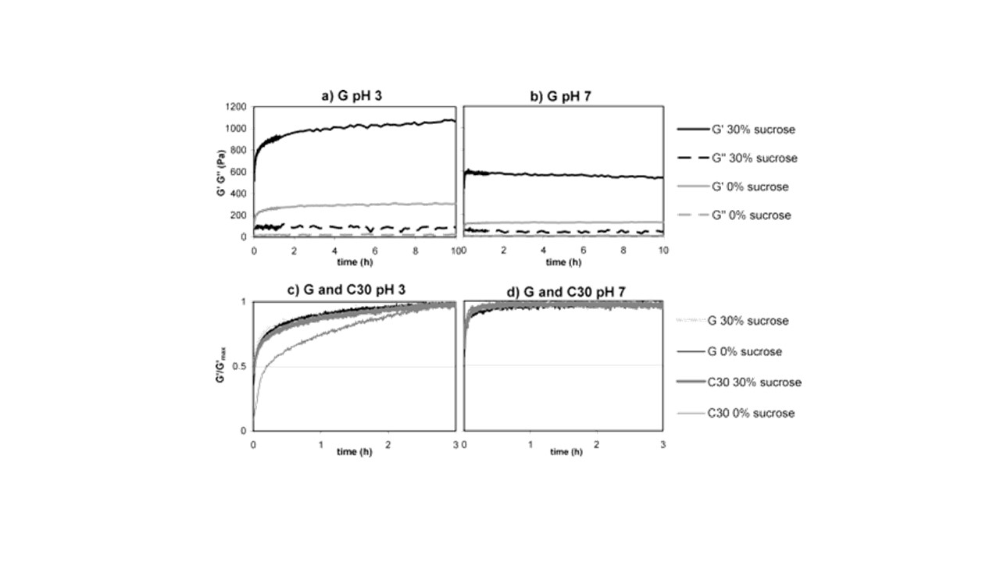 a) G pH 3
b) G pH 7
1200
1000
800
600
400
200
0
G' G'' (Pa)
0 2 4 6 8 10
time (h)
0 2 4 6 8 10
time (h)
G' 30% sucrose
G'' 30% sucrose
G' 0% sucrose
G'' 0% sucrose
c) G and C30 pH 3
d) G and C30 pH 7
1
0.5
0
G'/G'max
0 1 2 3
time (h)
0 1 2 3
time (h)
G 30% sucrose
G 0% sucrose
C30 30% sucrose
C30 0% sucrose